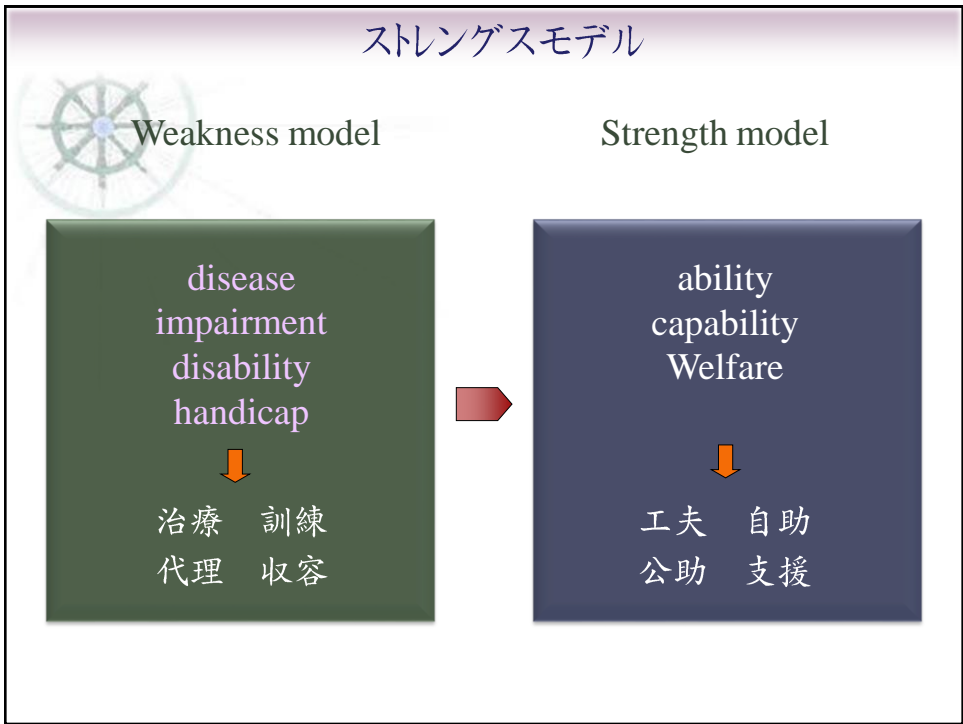 ストレングスモデル
Weakness model
Strength model
disease
impairment
disability
handicap
治療　訓練
代理　収容
ability
capability
Welfare
工夫　自助
公助　支援